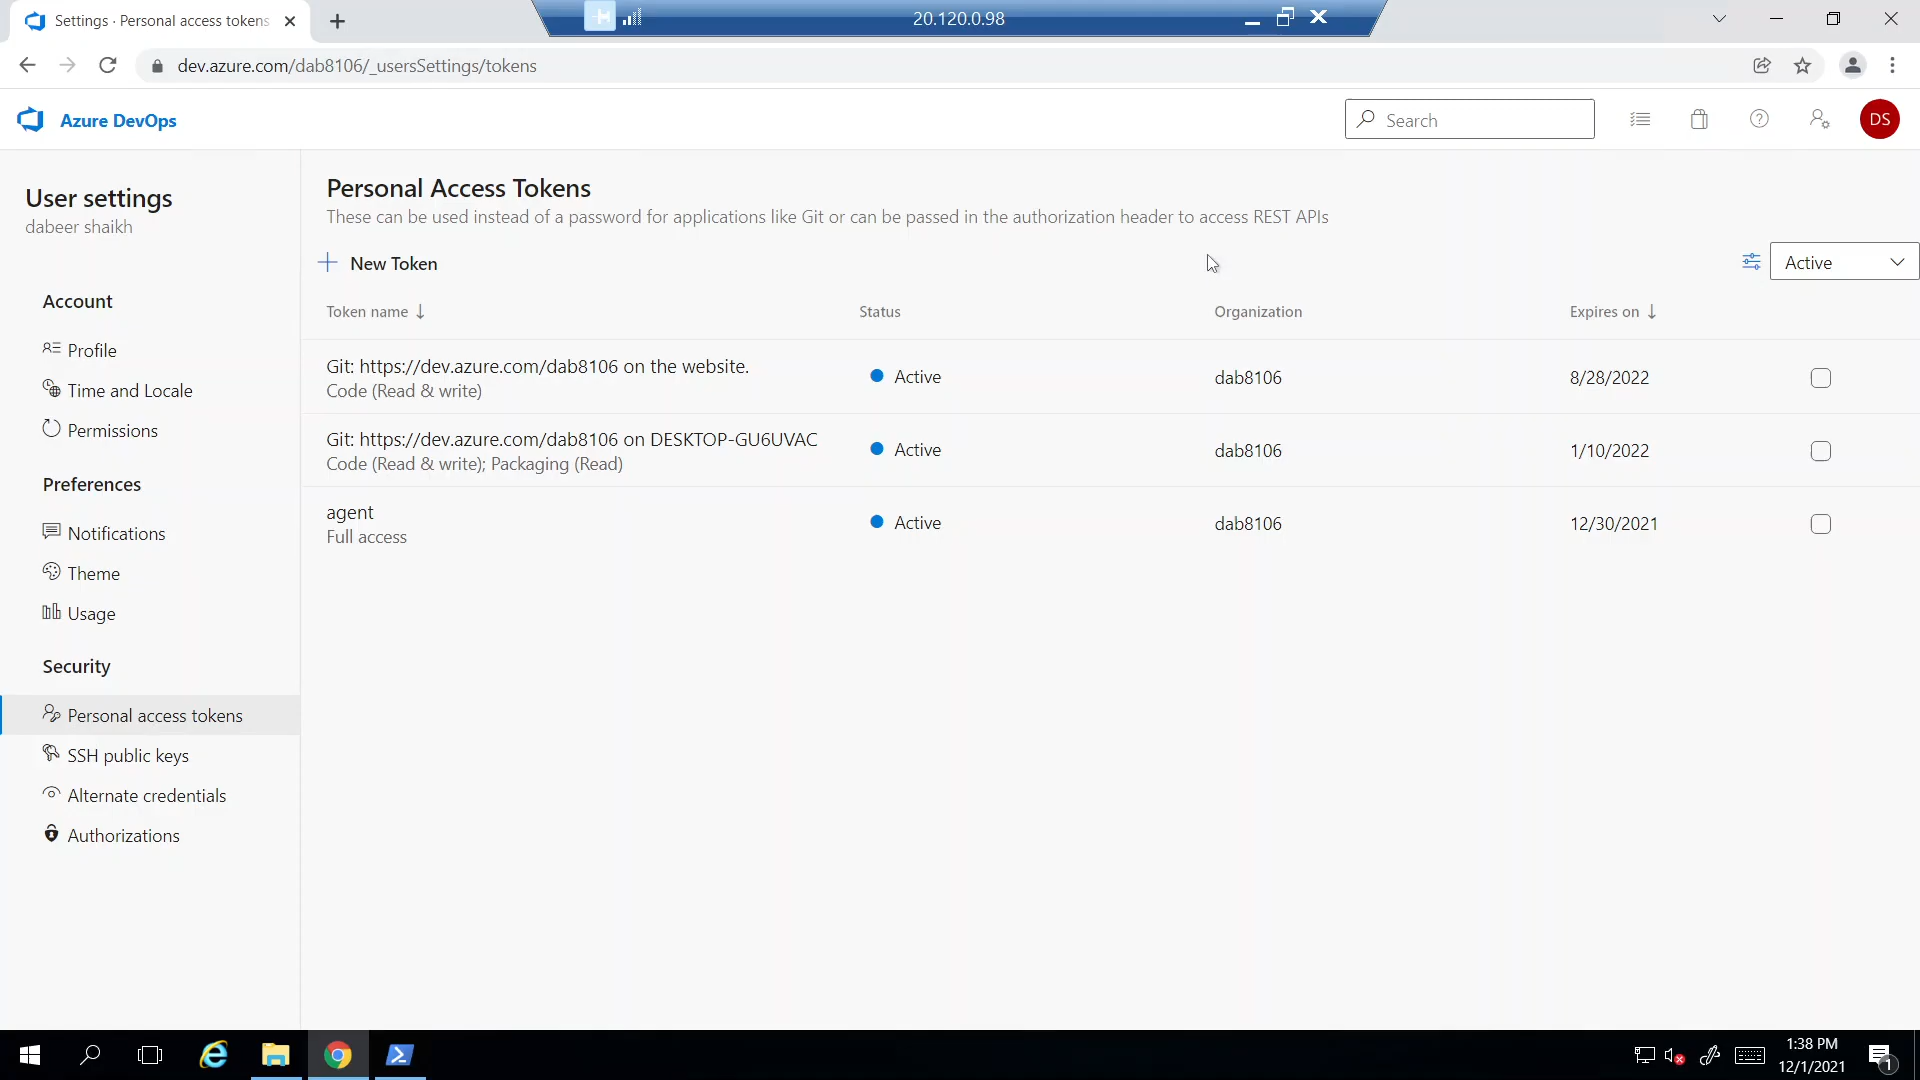 Settings · Personal access tokens
20.120.0.98
dev.azure.com/dab8106/_usersSettings/tokens
Azure DevOps
Search
DS
User settings
dabeer shaikh
Account
Profile
Time and Locale
Permissions
Preferences
Notifications
Theme
Usage
Security
Personal access tokens
SSH public keys
Alternate credentials
Authorizations
Personal Access Tokens
These can be used instead of a password for applications like Git or can be passed in the authorization header to access REST APIs
New Token
Active
Token name Status Organization Expires on
Git: https://dev.azure.com/dab8106 on the website. Active dab8106 8/28/2022
Code (Read & write)
Git: https://dev.azure.com/dab8106 on DESKTOP-GU6UVAC Active dab8106 1/10/2022
Code (Read & write); Packaging (Read)
agent Active dab8106 12/30/2021
Full access
1:38 PM
12/1/2021
1